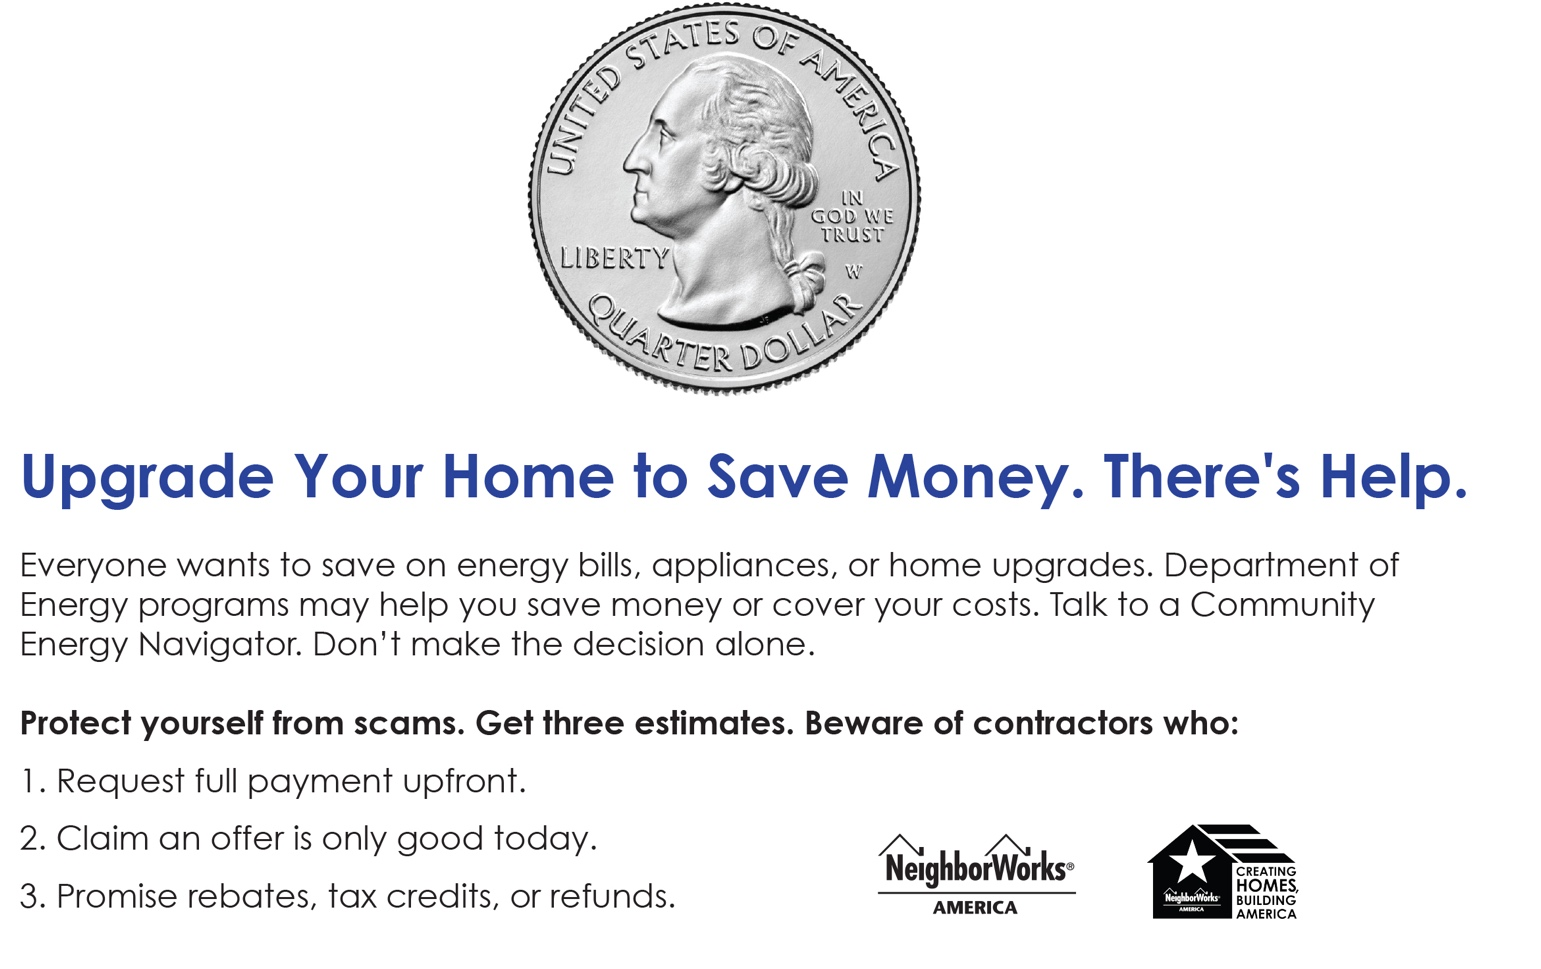 UNITED STATES OF AMERICA
IN
GOD WE
TRUST
LIBERTY
W
JF
QUARTER DOLLAR
Upgrade Your Home to Save Money. There's Help.
Everyone wants to save on energy bills, appliances, or home upgrades. Department of
Energy programs may help you save money or cover your costs. Talk to a Community
Energy Navigator. Don’t make the decision alone.
Protect yourself from scams. Get three estimates. Beware of contractors who:
1. Request full payment upfront.
2. Claim an offer is only good today.
3. Promise rebates, tax credits, or refunds.
NeighborWorks®
AMERICA
NeighborWorks®
AMERICA
CREATING
HOMES,
BUILDING
AMERICA